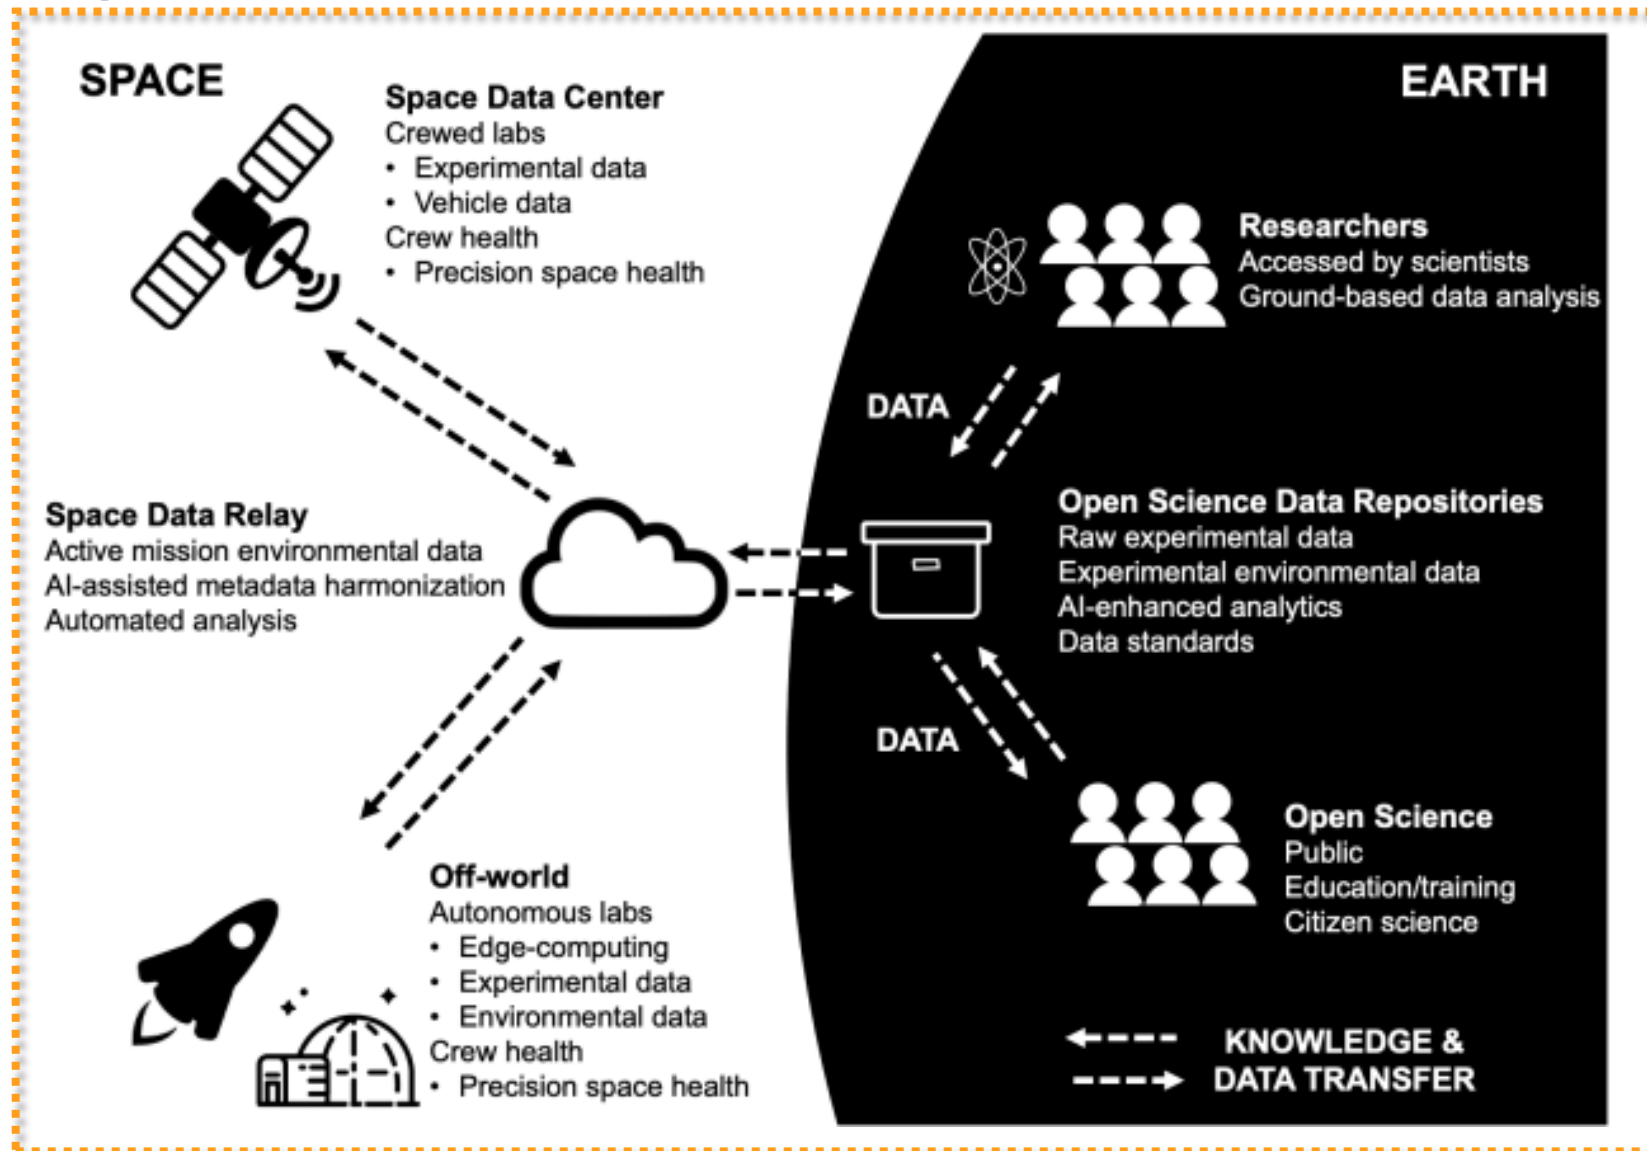 SPACE
Space Data Center
Crewed labs
• Experimental data
• Vehicle data
Crew health
• Precision space health
Space Data Relay
Active mission environmental data
AI-assisted metadata harmonization
Automated analysis
Off-world
Autonomous labs
• Edge-computing
• Experimental data
• Environmental data
Crew health
• Precision space health
EARTH
Researchers
Accessed by scientists
Ground-based data analysis
DATA
Open Science Data Repositories
Raw experimental data
Experimental environmental data
AI-enhanced analytics
Data standards
DATA
Open Science
Public
Education/training
Citizen science
KNOWLEDGE &
DATA TRANSFER